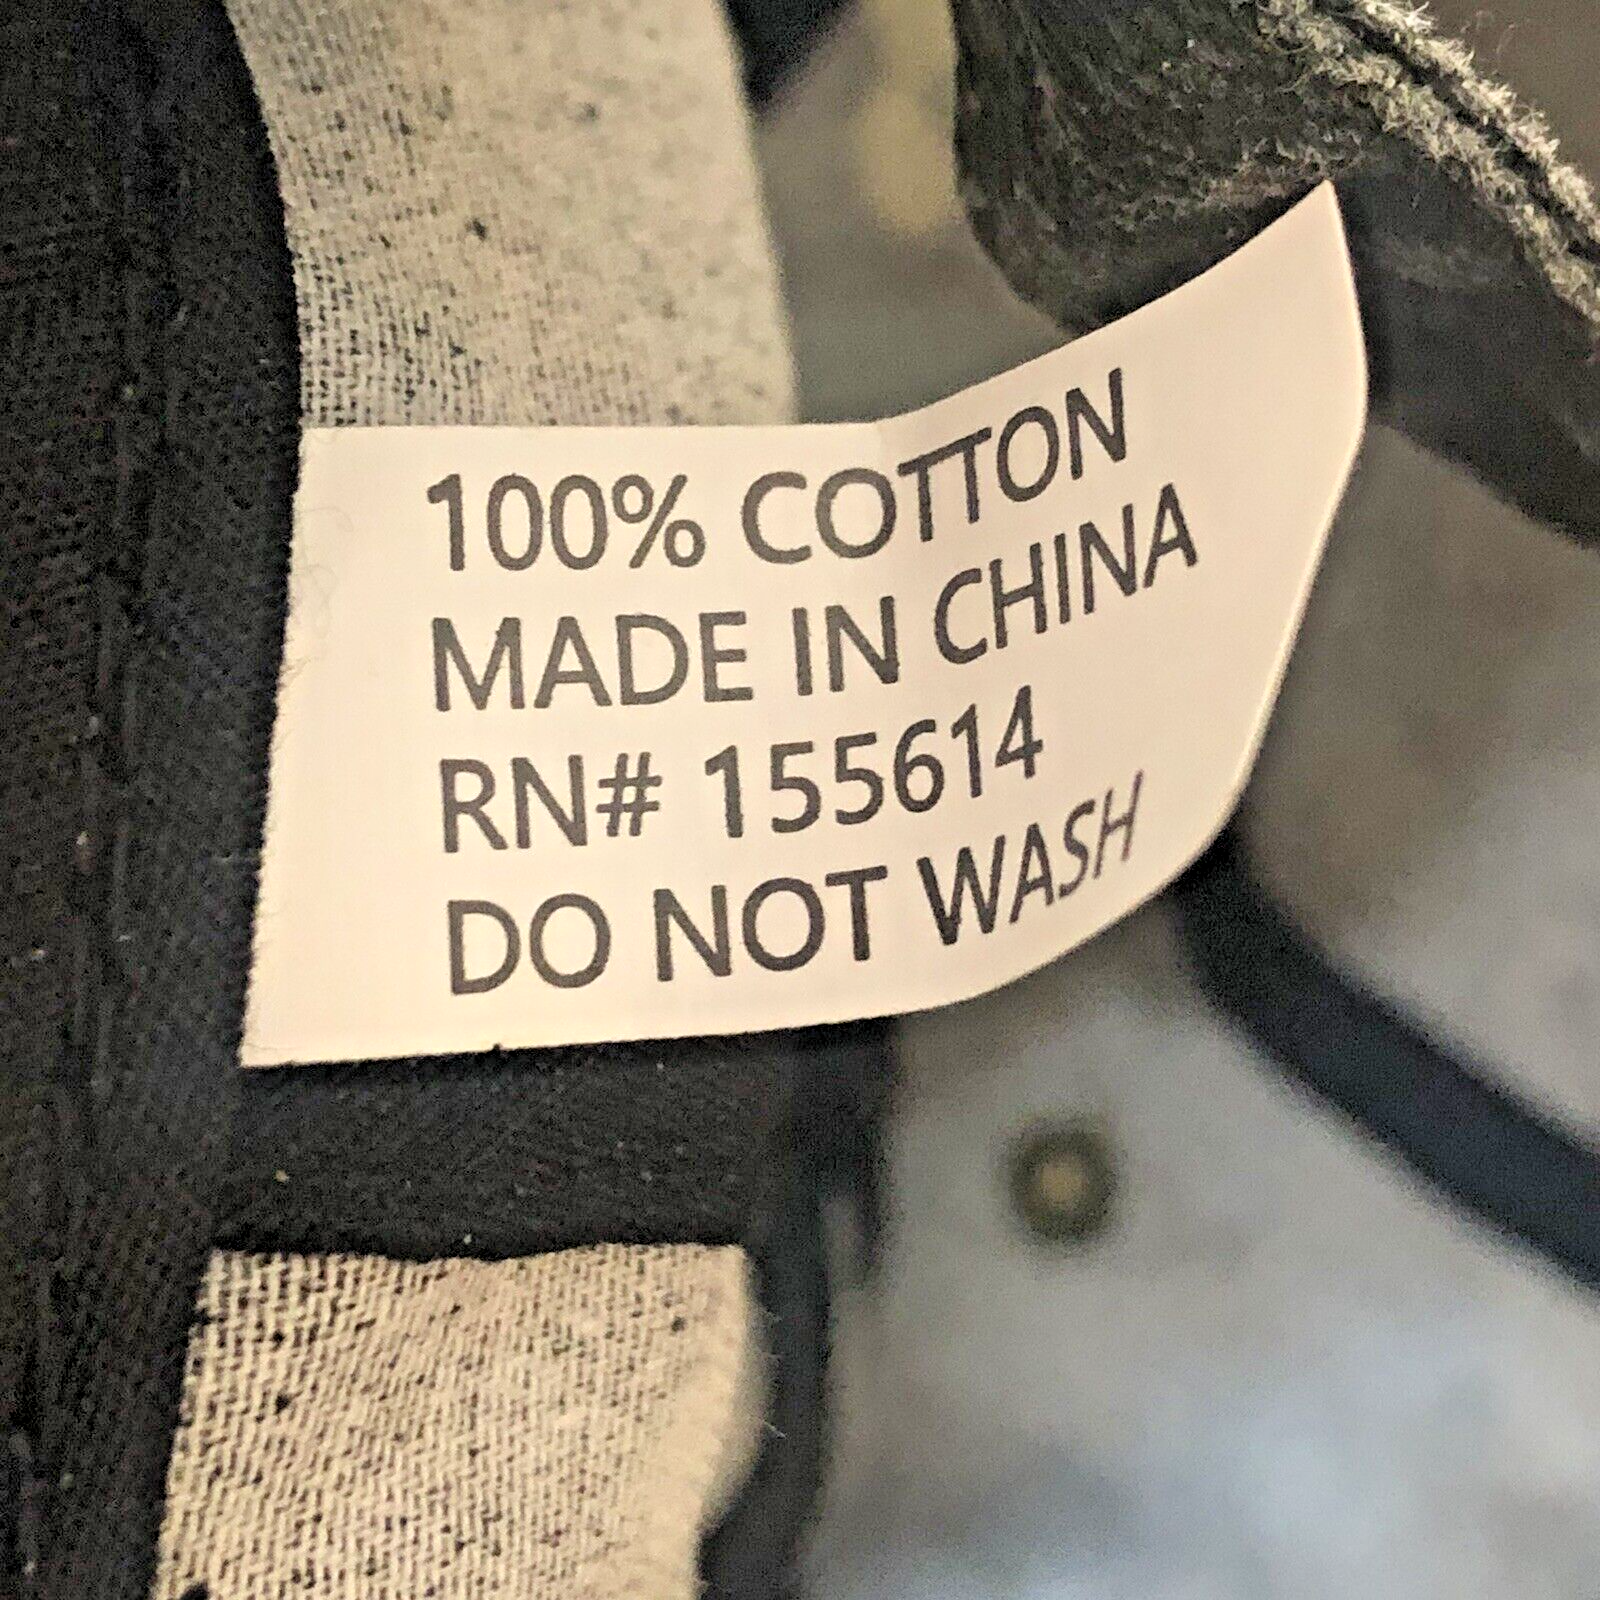 100% COTTON
MADE IN CHINA
RN# 155614
DO NOT WASH